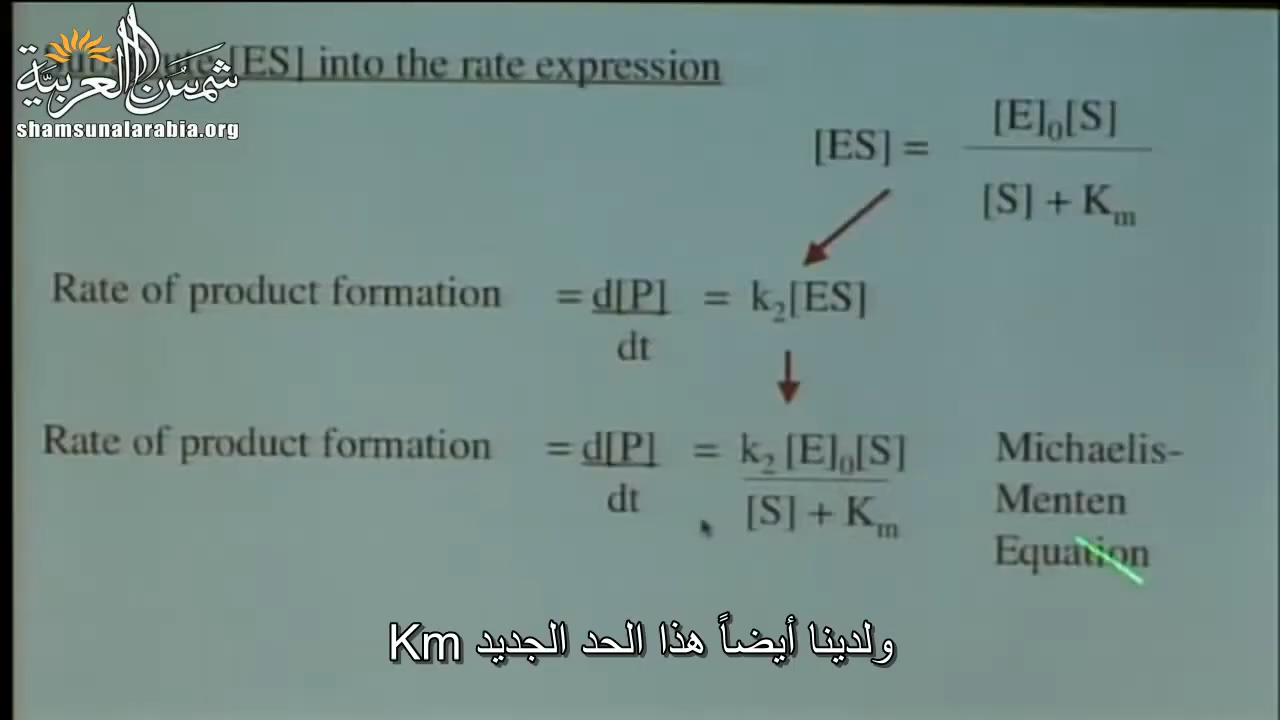 شمس العربية
shamsunalarabia.org
[ES] into the rate expression
[ES] = [E]₀[S]
[S] + Kₘ
Rate of product formation = d[P] = k₂[ES]
dt
Rate of product formation = d[P] = k₂ [E]₀[S]
dt [S] + Kₘ
Michaelis-
Menten
Equation
ولدينا أيضاً هذا الحد الجديد Km